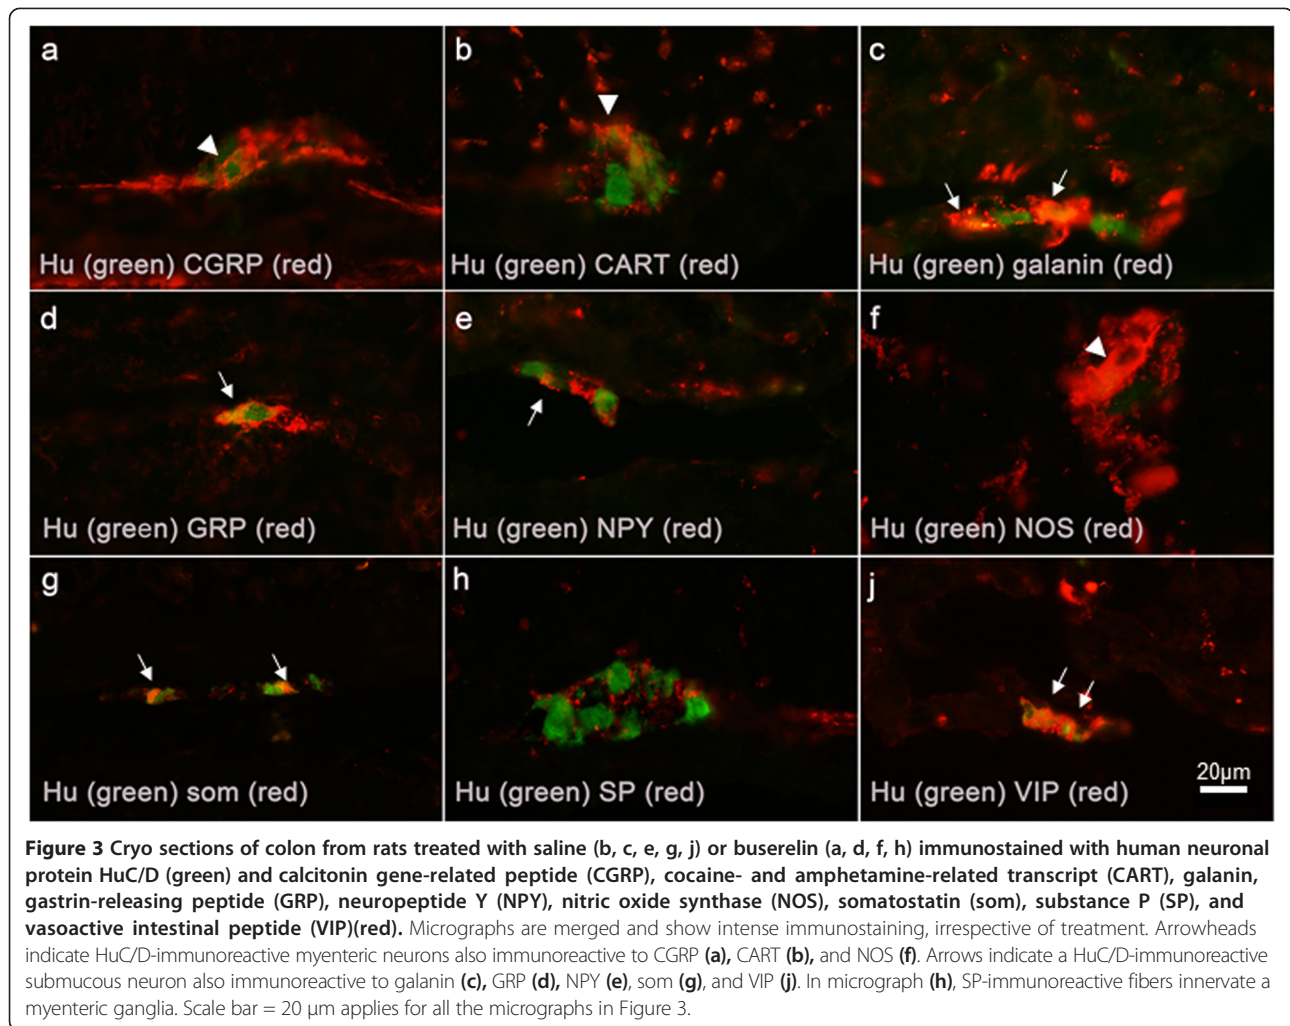 a
b
c
Hu (green) CGRP (red)
Hu (green) CART (red)
Hu (green) galanin (red)
d
e
f
Hu (green) GRP (red)
Hu (green) NPY (red)
Hu (green) NOS (red)
g
h
j
20µm
Hu (green) som (red)
Hu (green) SP (red)
Hu (green) VIP (red)
Figure 3 Cryo sections of colon from rats treated with saline (b, c, e, g, j) or buserelin (a, d, f, h) immunostained with human neuronal
protein HuC/D (green) and calcitonin gene-related peptide (CGRP), cocaine- and amphetamine-related transcript (CART), galanin,
gastrin-releasing peptide (GRP), neuropeptide Y (NPY), nitric oxide synthase (NOS), somatostatin (som), substance P (SP), and
vasoactive intestinal peptide (VIP)(red). Micrographs are merged and show intense immunostaining, irrespective of treatment. Arrowheads
indicate HuC/D-immunoreactive myenteric neurons also immunoreactive to CGRP (a), CART (b), and NOS (f). Arrows indicate a HuC/D-immunoreactive
submucous neuron also immunoreactive to galanin (c), GRP (d), NPY (e), som (g), and VIP (j). In micrograph (h), SP-immunoreactive fibers innervate a
myenteric ganglia. Scale bar = 20 µm applies for all the micrographs in Figure 3.